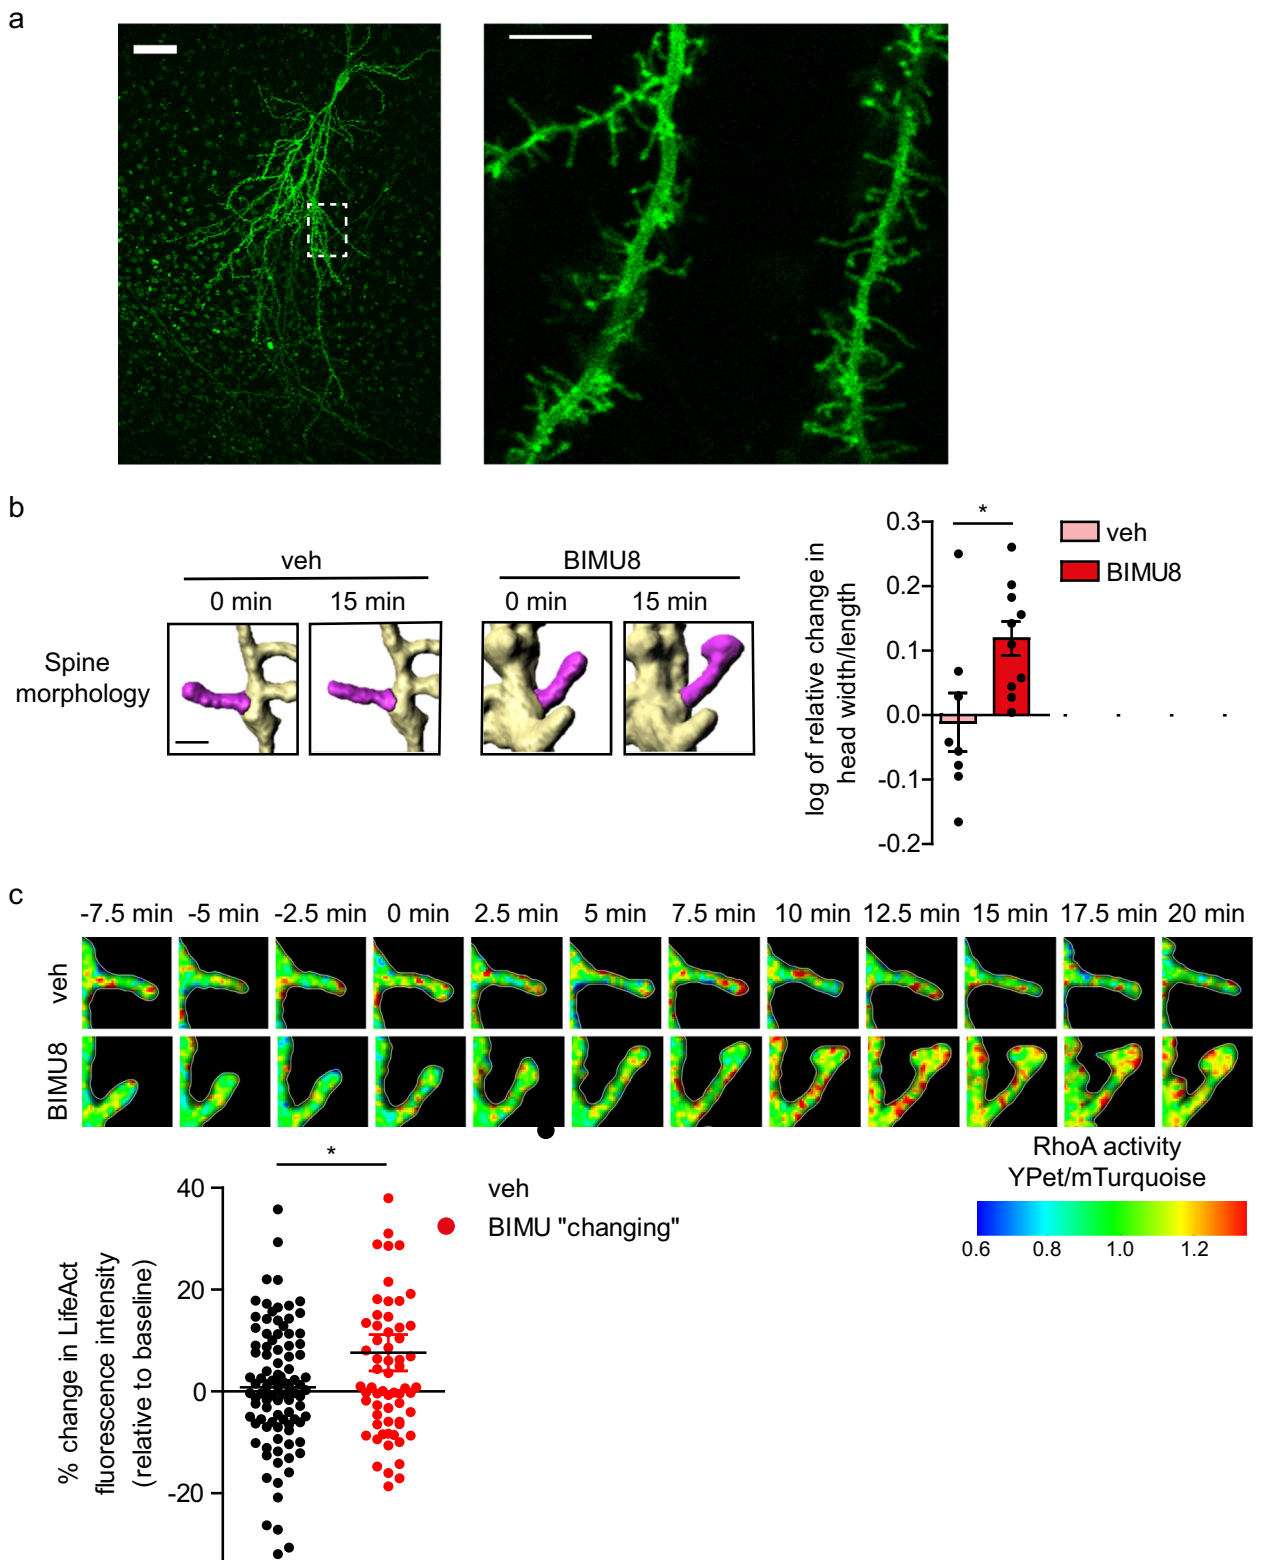 a
b
veh
BIMU8
0 min
15 min
0 min
15 min
Spine
morphology
log of relative change in
head width/length
0.3
0.2
0.1
0.0
-0.1
-0.2
*
veh
BIMU8
c
-7.5 min
-5 min
-2.5 min
0 min
2.5 min
5 min
7.5 min
10 min
12.5 min
15 min
17.5 min
20 min
veh
BIMU8
RhoA activity
YPet/mTurquoise
0.6
0.8
1.0
1.2
% change in LifeAct
fluorescence intensity
(relative to baseline)
40
20
0
-20
*
veh
BIMU "changing"